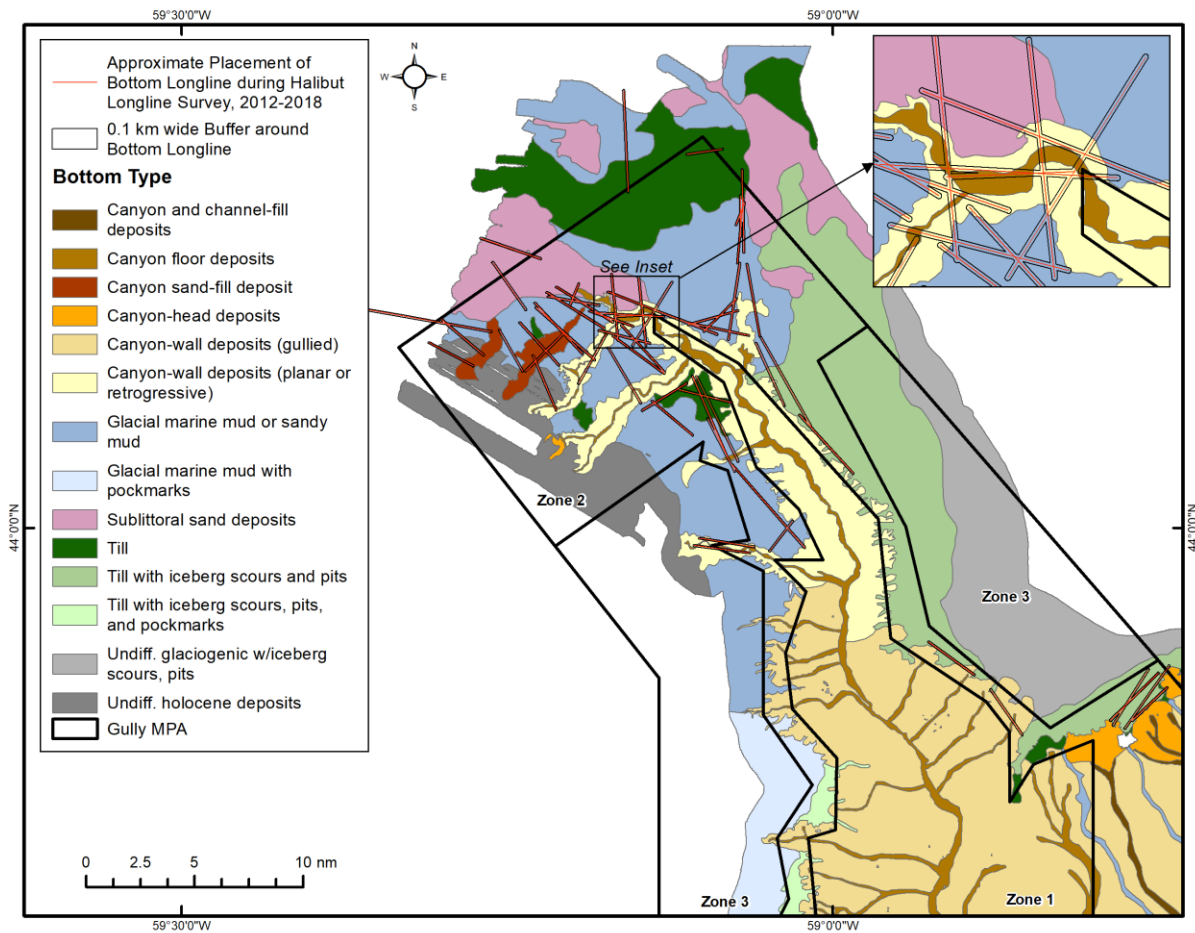 59°30'0"W
59°0'0"W
Approximate Placement of
Bottom Longline during Halibut
Longline Survey, 2012-2018
0.1 km wide Buffer around
Bottom Longline
Bottom Type
Canyon and channel-fill
deposits
Canyon floor deposits
Canyon sand-fill deposit
Canyon-head deposits
Canyon-wall deposits (gullied)
Canyon-wall deposits (planar or
retrogressive)
Glacial marine mud or sandy
mud
Glacial marine mud with
pockmarks
Sublittoral sand deposits
Till
Till with iceberg scours and pits
Till with iceberg scours, pits,
and pockmarks
Undiff. glaciogenic w/iceberg
scours, pits
Undiff. holocene deposits
Gully MPA
N
W
E
S
See Inset
Zone 2
Zone 3
44°0'0"N
44°0'0"N
0
2.5
5
10 nm
Zone 3
Zone 1
59°30'0"W
59°0'0"W